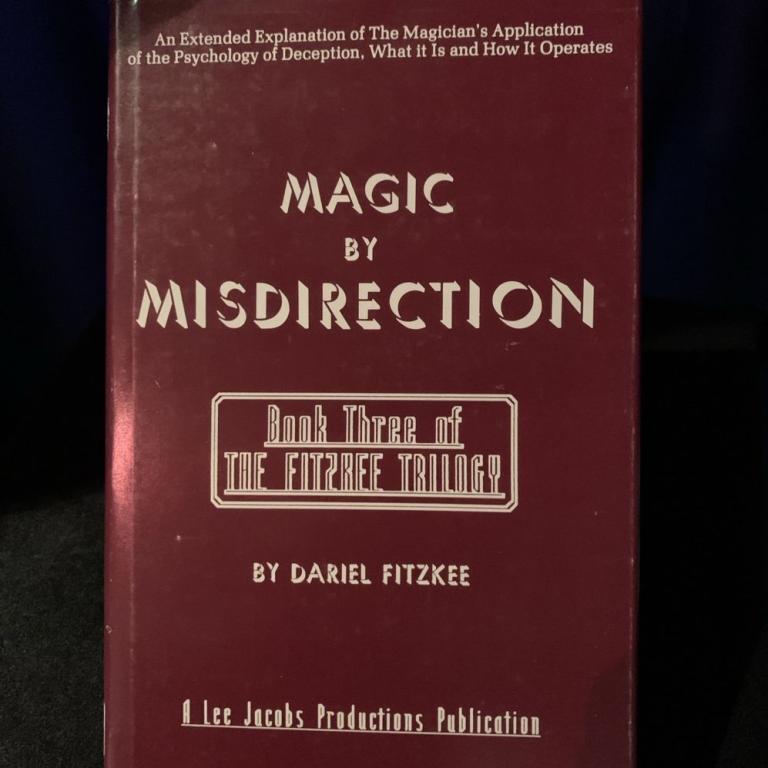 An Extended Explanation of The Magician's Application
of the Psychology of Deception, What it Is and How It Operates
MAGIC
BY
MISDIRECTION
Book Three of
THE FITZKEE TRILOGY
BY DARIEL FITZKEE
A Lee Jacobs Productions Publication